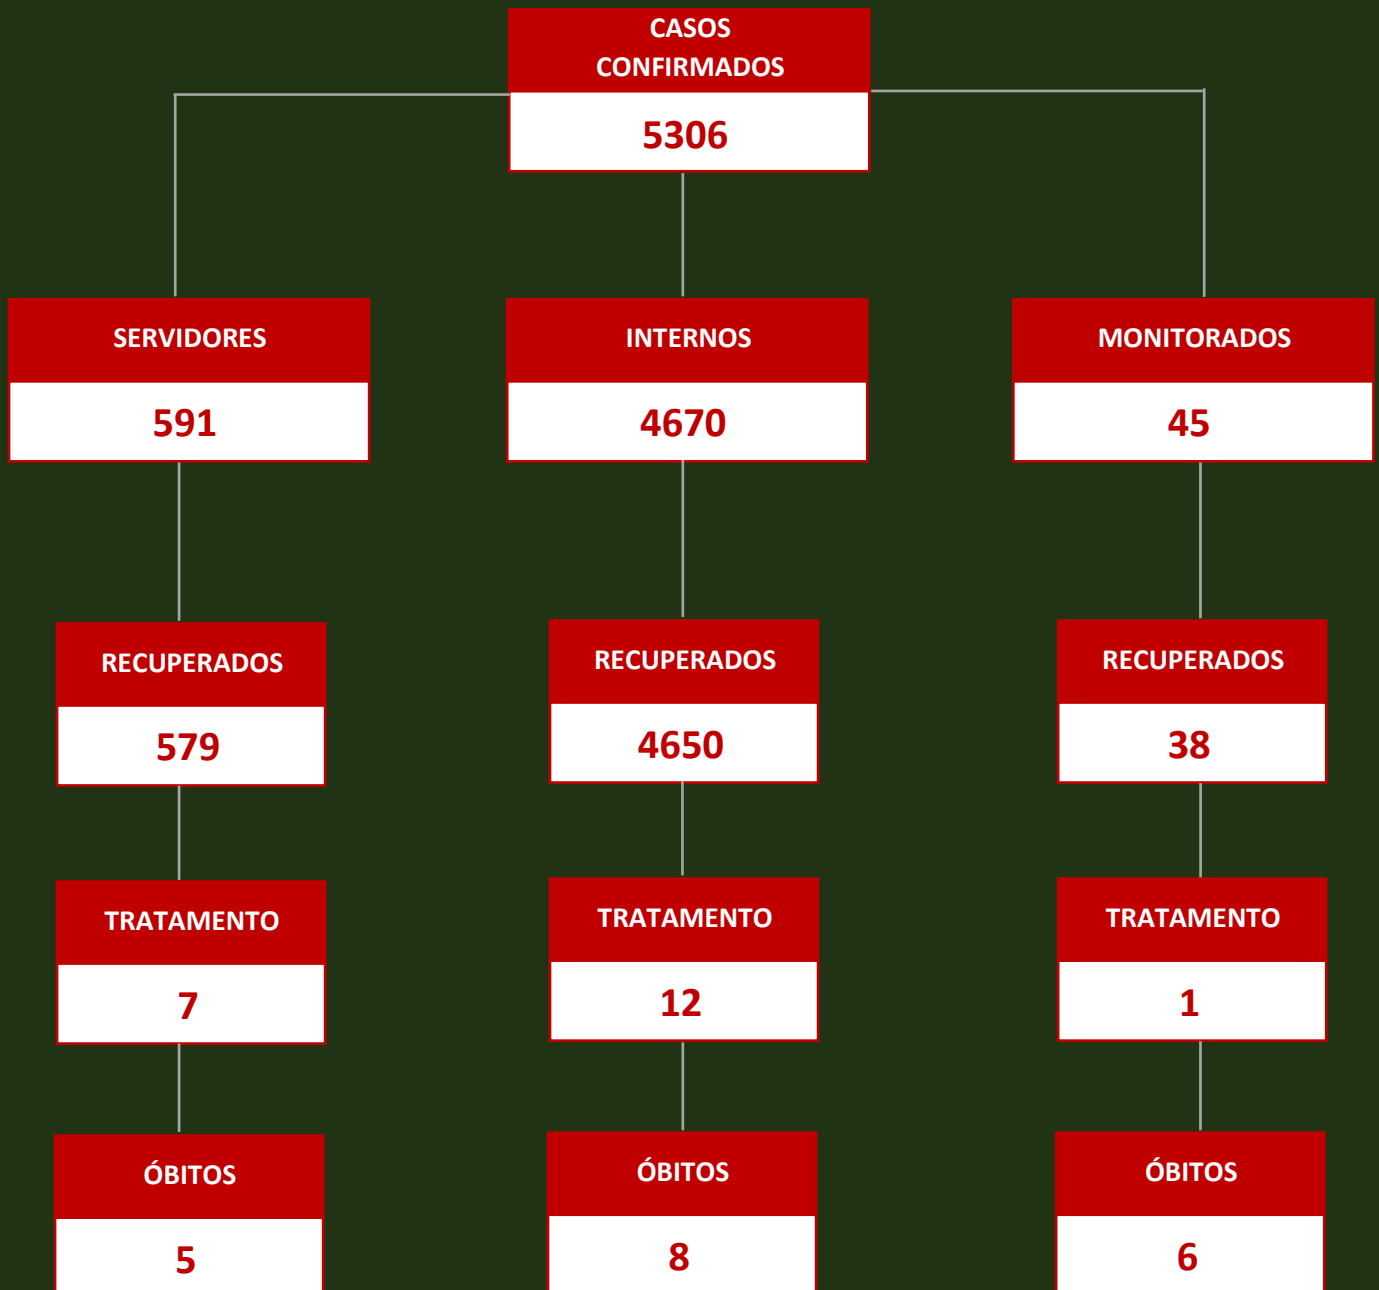 CASOS
CONFIRMADOS
5306
SERVIDORES
591
INTERNOS
4670
MONITORADOS
45
RECUPERADOS
579
RECUPERADOS
4650
RECUPERADOS
38
TRATAMENTO
7
TRATAMENTO
12
TRATAMENTO
1
ÓBITOS
5
ÓBITOS
8
ÓBITOS
6